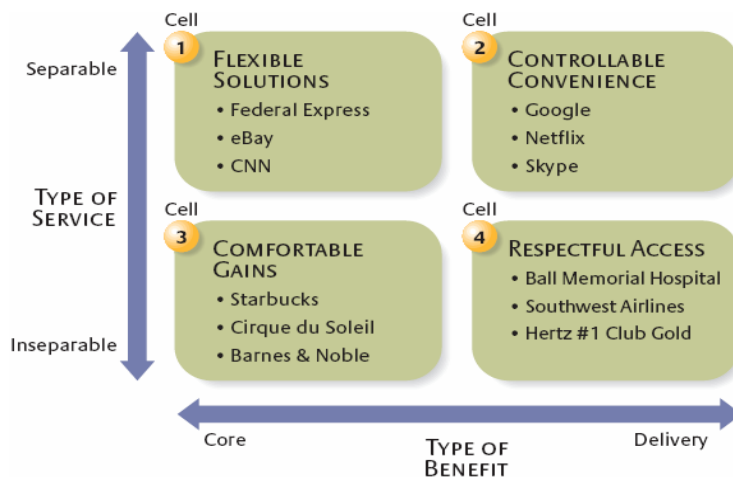 Cell
1
FLEXIBLE
SOLUTIONS
• Federal Express
• eBay
• CNN
Cell
2
CONTROLLABLE
CONVENIENCE
• Google
• Netflix
• Skype
Separable
TYPE OF
SERVICE
Inseparable
Cell
3
COMFORTABLE
GAINS
• Starbucks
• Cirque du Soleil
• Barnes & Noble
Cell
4
RESPECTFUL ACCESS
• Ball Memorial Hospital
• Southwest Airlines
• Hertz #1 Club Gold
Core
TYPE OF
BENEFIT
Delivery